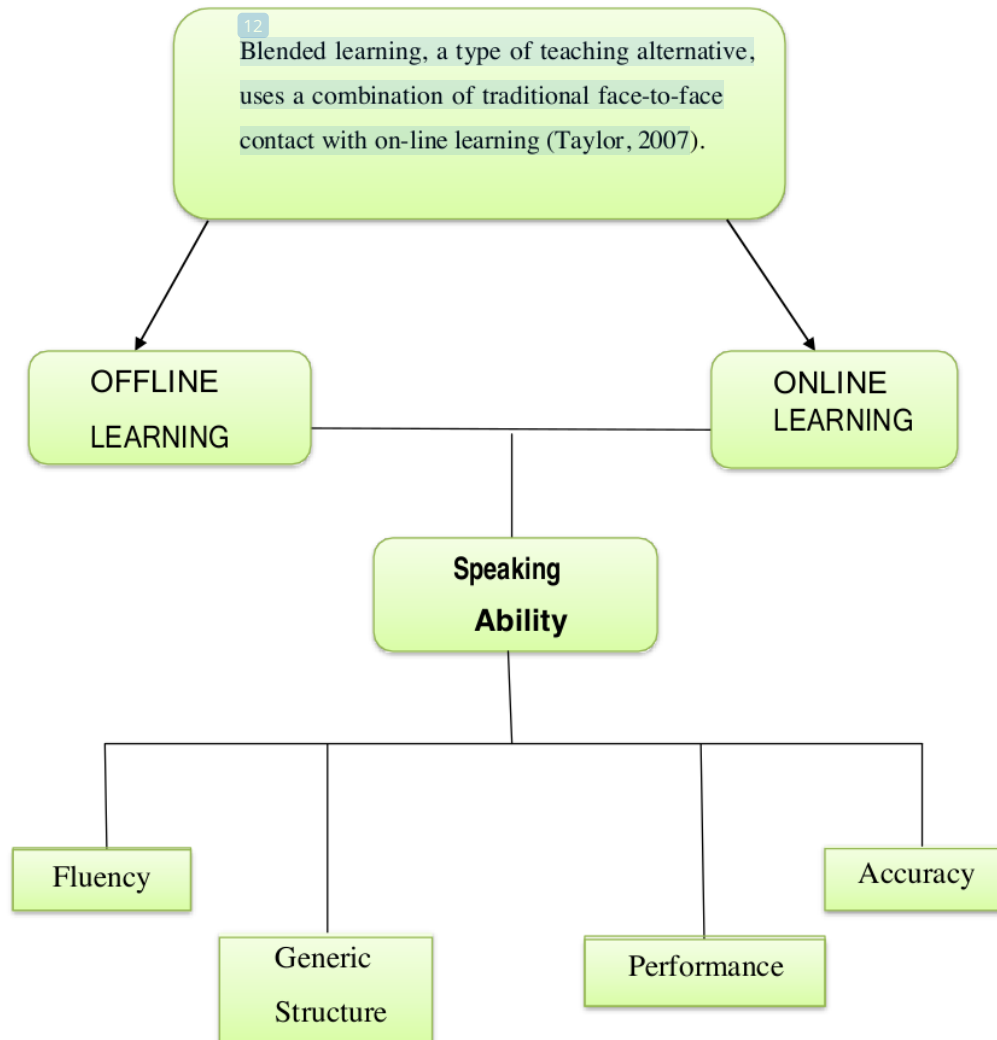 12
Blended learning, a type of teaching alternative,
uses a combination of traditional face-to-face
contact with on-line learning (Taylor, 2007).
OFFLINE
LEARNING
ONLINE
LEARNING
Speaking
Ability
Fluency
Accuracy
Generic
Structure
Performance